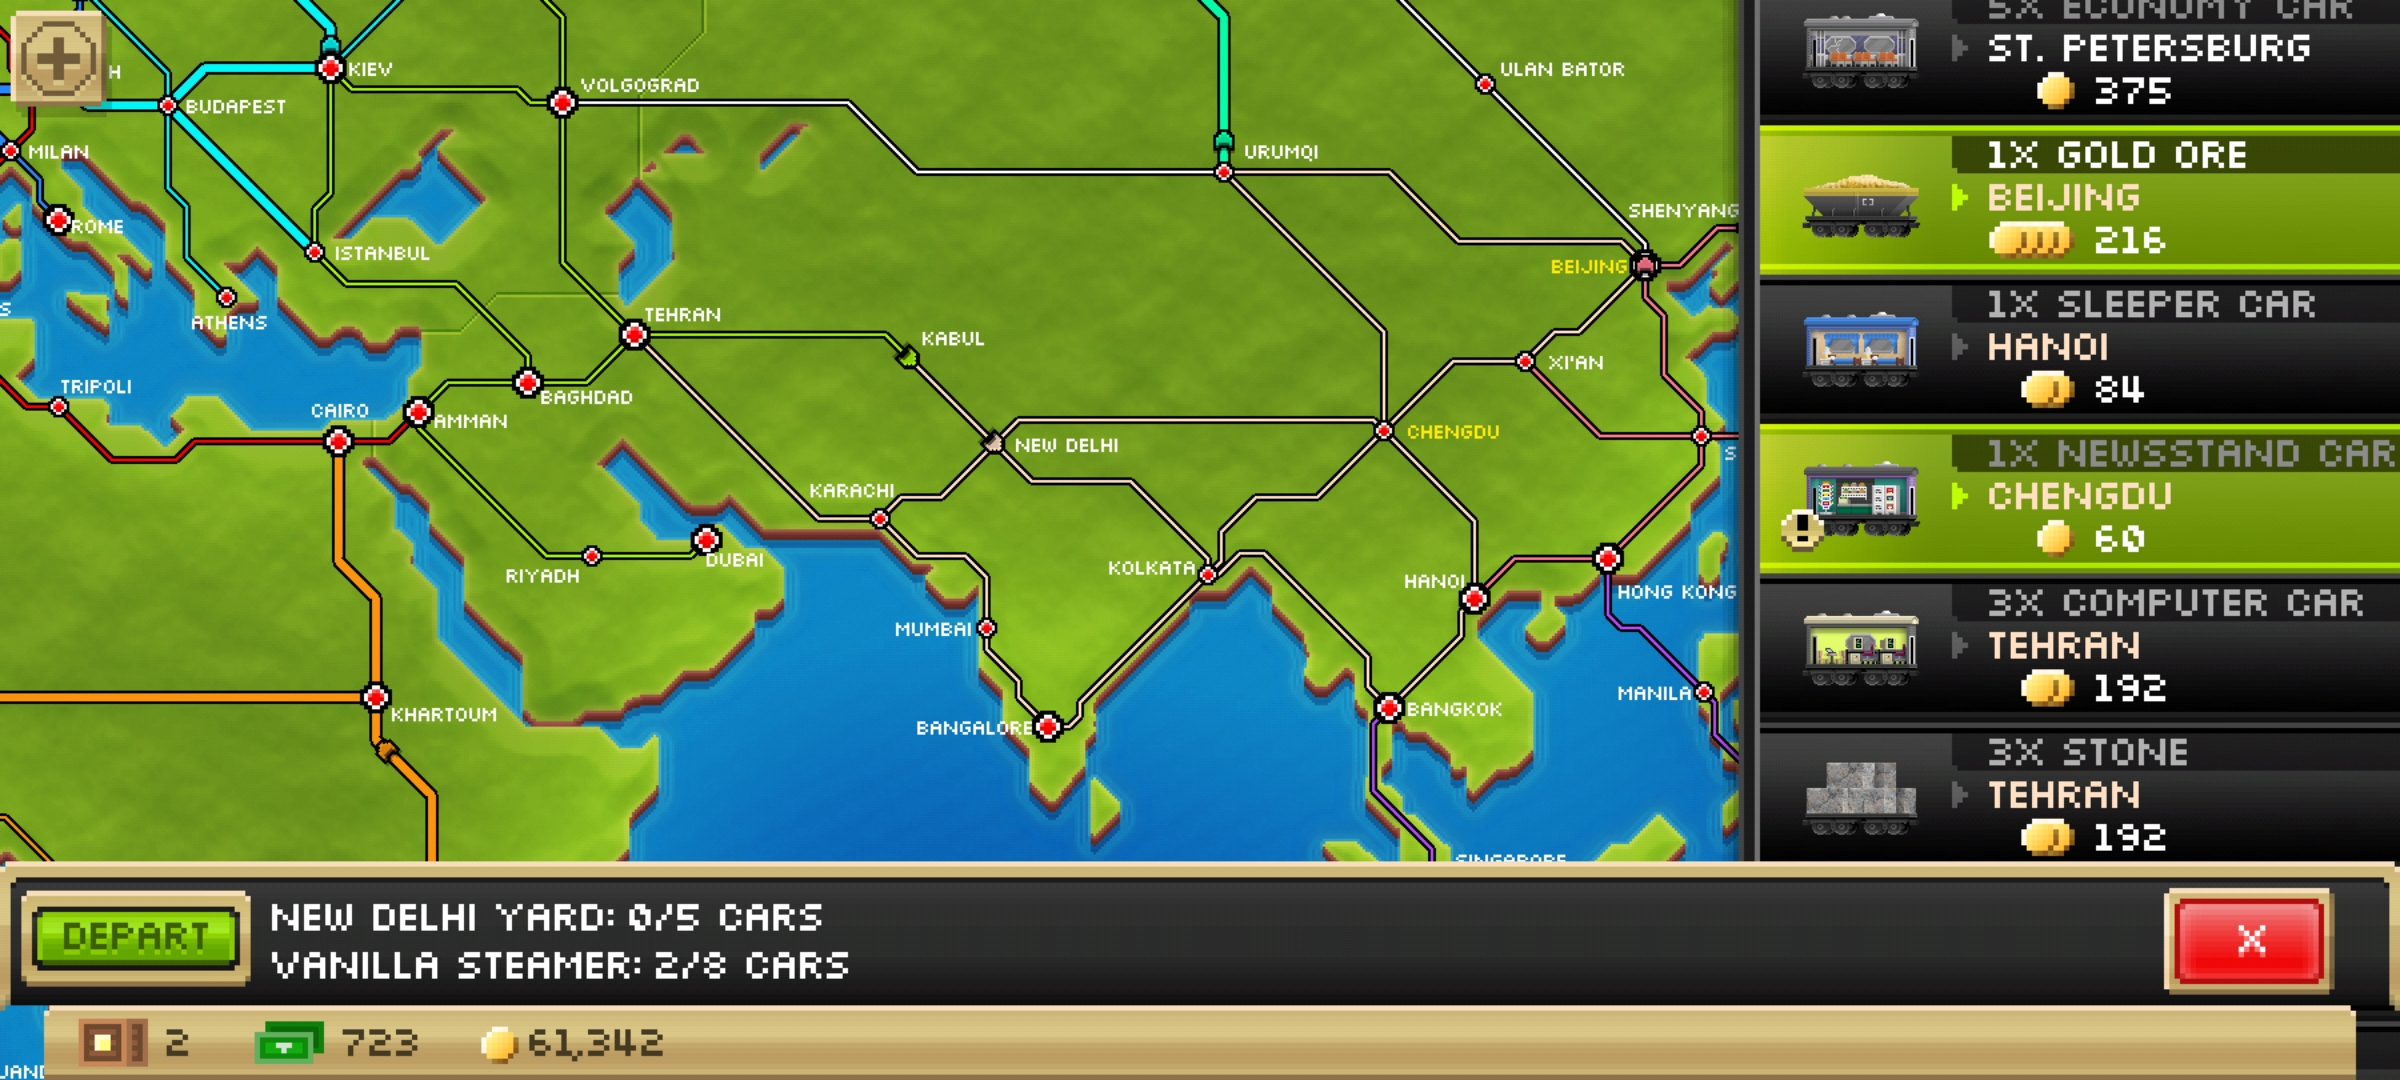 H
KIEV
BUDAPEST
VOLGOGRAD
ULAN BATOR
MILAN
URUMQI
SHENYANG
ROME
ISTANBUL
BEIJING
S
ATHENS
TEHRAN
KABUL
XI'AN
TRIPOLI
CAIRO
AMMAN
BAGHDAD
NEW DELHI
CHENGDU
S
KARACHI
RIYADH
DUBAI
KOLKATA
HANOI
HONG KONG
MUMBAI
MANILA
KHARTOUM
BANGALORE
BANGKOK
SINGAPORE
5X ECONOMY CAR
ST. PETERSBURG
375
1X GOLD ORE
BEIJING
216
1X SLEEPER CAR
HANOI
84
1X NEWSSTAND CAR
CHENGDU
60
3X COMPUTER CAR
TEHRAN
192
3X STONE
TEHRAN
192
DEPART
NEW DELHI YARD: 0/5 CARS
VANILLA STEAMER: 2/8 CARS
X
2
723
61,342